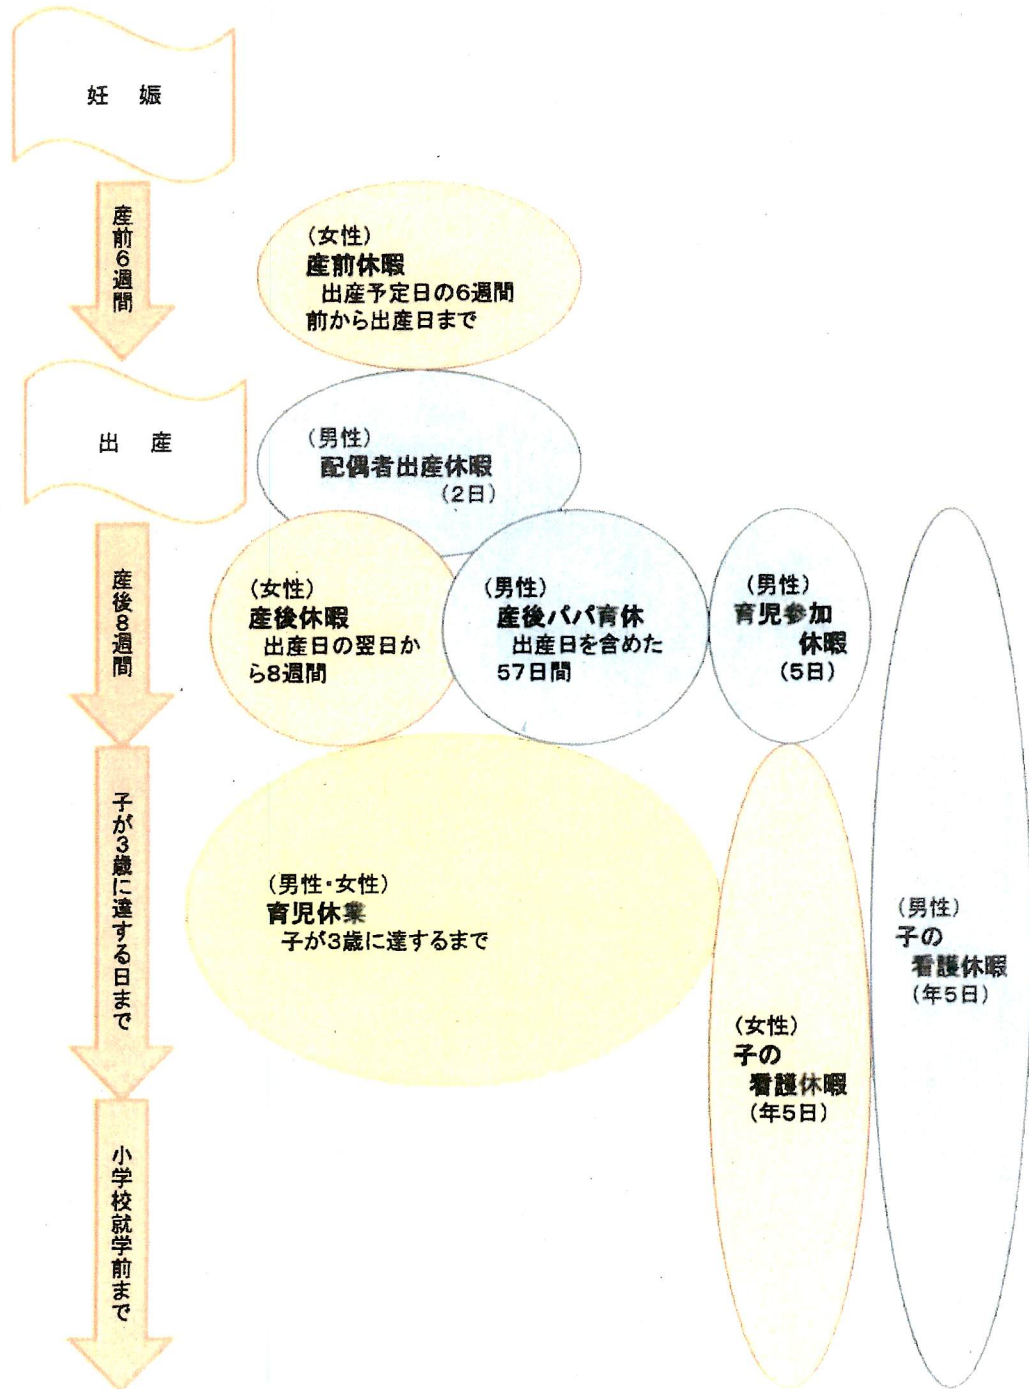 妊 娠
産前6週間
(女性)
産前休暇
出産予定日の6週間
前から出産日まで
出 産
(男性)
配偶者出産休暇
(2日)
産後8週間
(女性)
産後休暇
出産日の翌日か
ら8週間
(男性)
産後パパ育休
出産日を含めた
57日間
(男性)
育児参加
休暇
(5日)
子が3歳に達する日まで
(男性・女性)
育児休業
子が3歳に達するまで
(女性)
子の
看護休暇
(年5日)
(男性)
子の
看護休暇
(年5日)
小学校就学前まで